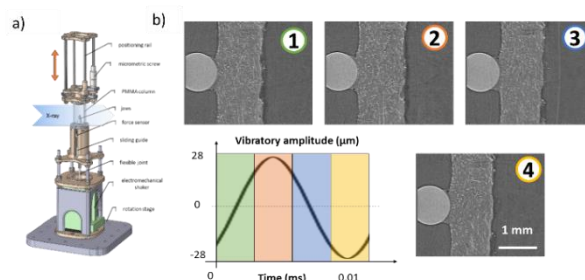 a)
positioning rail
micrometric screw
PMMA column
X-ray
jaws
force sensor
sliding guide
flexible joint
electromechanical
shaker
rotation stage
b)
1
2
3
Vibratory amplitude (µm)
28
0
-28
0
Time (ms)
0.01
4
1 mm